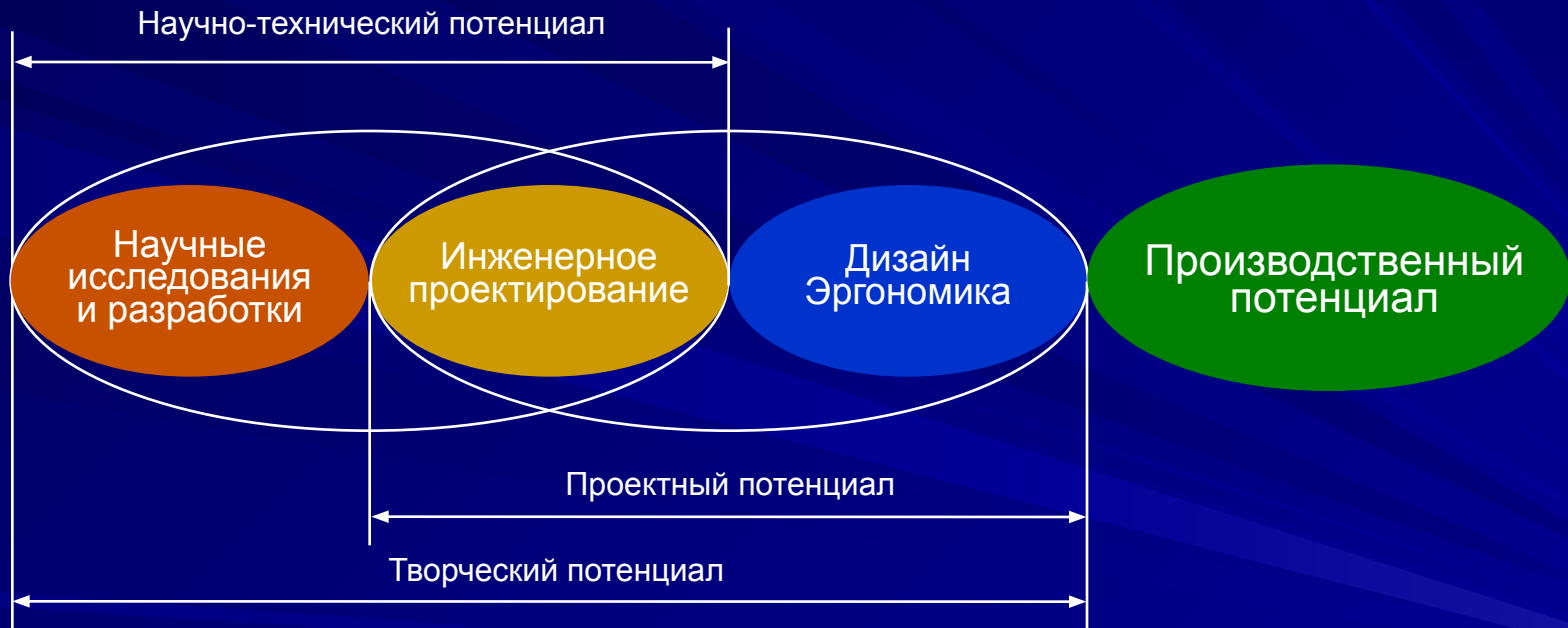 Научно-технический потенциал
Научные
исследования
и разработки
Инженерное
проектирование
Дизайн
Эргономика
Производственный
потенциал
Проектный потенциал
Творческий потенциал